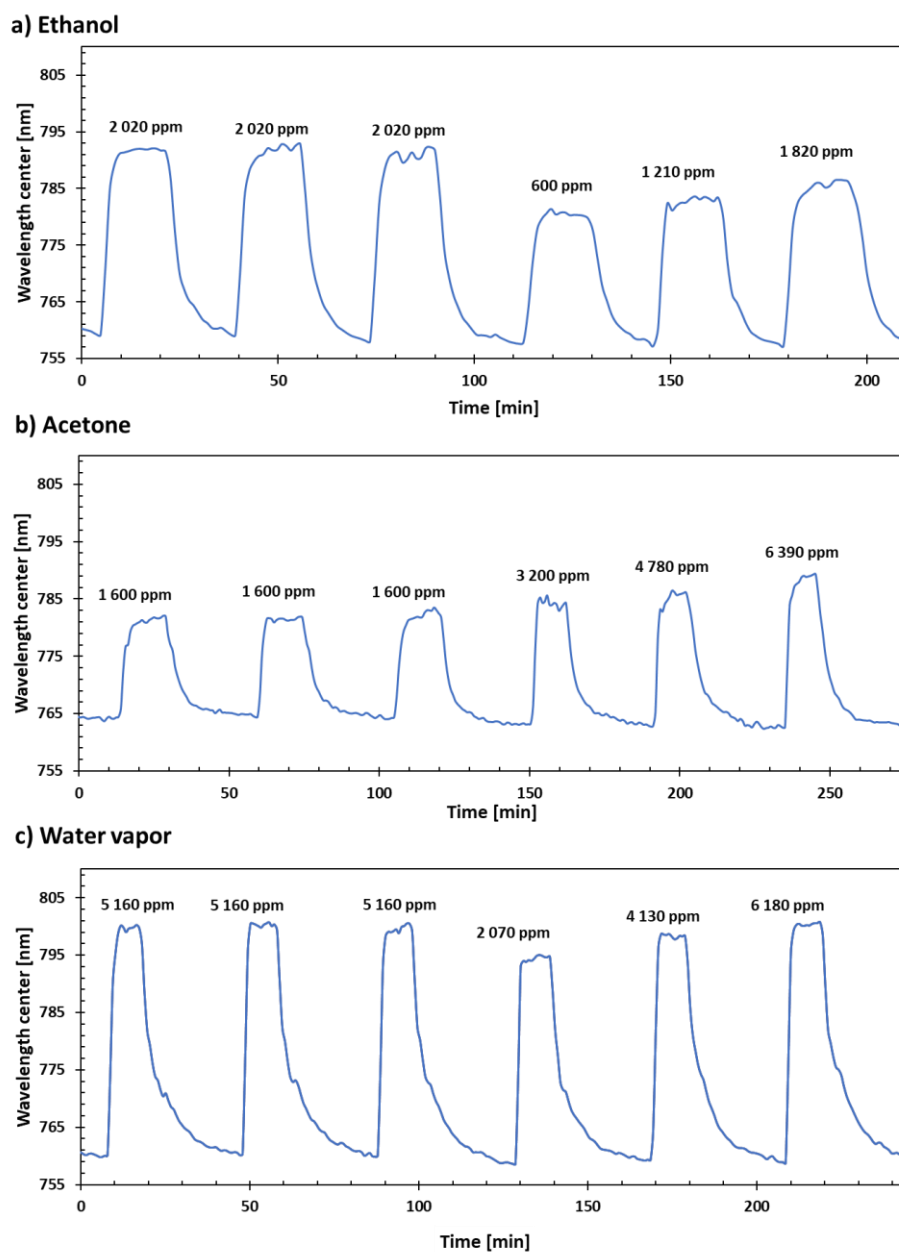 a) Ethanol
805
795
785
775
765
755
Wavelength center [nm]
2 020 ppm
2 020 ppm
2 020 ppm
600 ppm
1 210 ppm
1 820 ppm
0
50
100
150
200
Time [min]
b) Acetone
805
795
785
775
765
755
Wavelength center [nm]
1 600 ppm
1 600 ppm
1 600 ppm
3 200 ppm
4 780 ppm
6 390 ppm
0
50
100
150
200
250
Time [min]
c) Water vapor
805
795
785
775
765
755
Wavelength center [nm]
5 160 ppm
5 160 ppm
5 160 ppm
2 070 ppm
4 130 ppm
6 180 ppm
0
50
100
150
200
Time [min]